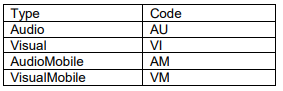 Type Code
Audio AU
Visual VI
AudioMobile AM
VisualMobile VM